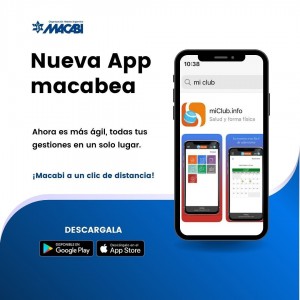 MACABI
Nueva App
macabea
Ahora es más ágil, todas tus
gestiones en un solo lugar.
¡Macabi a un clic de distancia!
DESCARGALA
DISPONIBLE EN
Google Play
Descárgalo en el
App Store
10:38
mi club
miClub.info
Salud y forma física